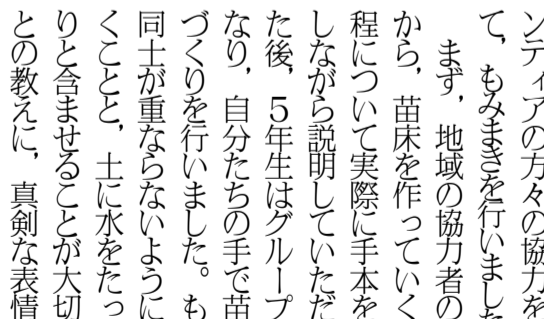 ンティアの方々の協力を
て，もみまきを行いました
まず，地域の協力者の
から，苗床を作っていく
程について実際に手本を
しながら説明していただ
た後，５年生はグループ
なり，自分たちの手で苗
づくりを行いました。も
同士が重ならないように
くことと，土に水をたっ
りと含ませることが大切
との教えに，真剣な表情